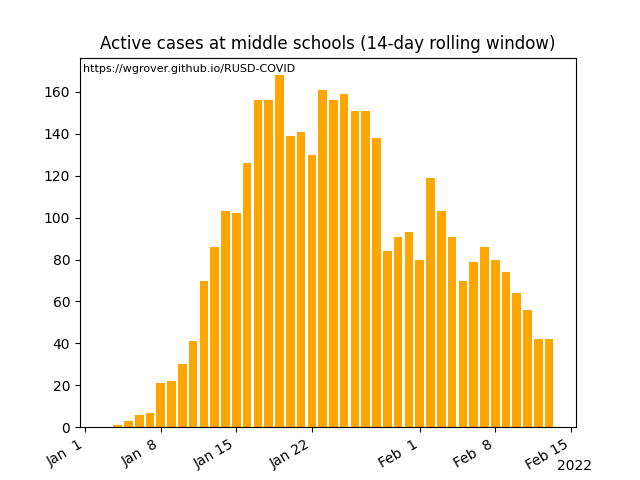 Active cases at middle schools (14-day rolling window)
https://wgrover.github.io/RUSD-COVID
160
140
120
100
80
60
40
20
0
Jan 1
Jan 8
Jan 15
Jan 22
Feb 1
Feb 8
Feb 15
2022